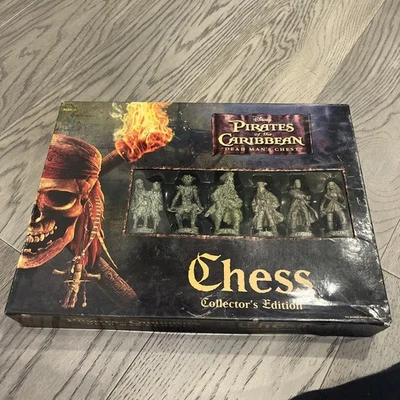 Disney
PIRATES
of the
CARIBBEAN
DEAD MAN'S CHEST
Chess
Collector's Edition